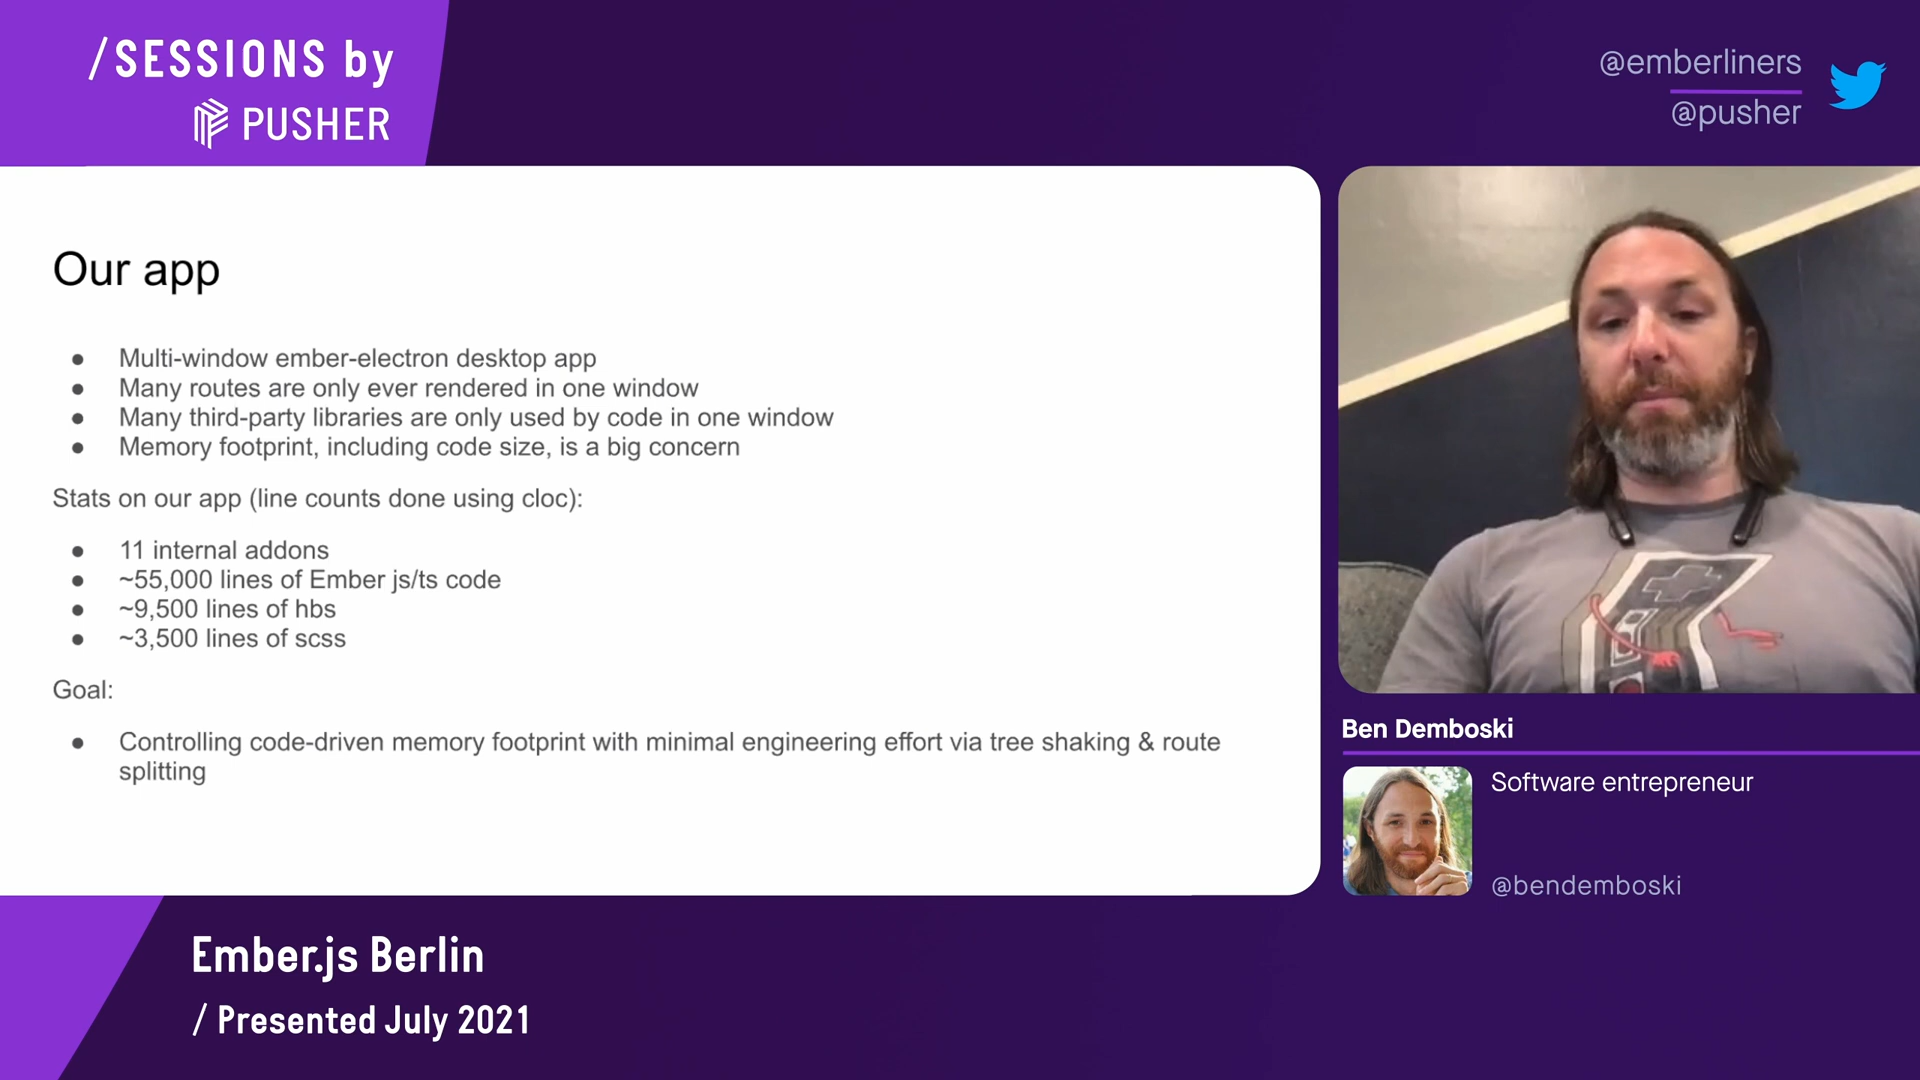 /SESSIONS by
PUSHER
@emberliners
@pusher
Our app
● Multi-window ember-electron desktop app
● Many routes are only ever rendered in one window
● Many third-party libraries are only used by code in one window
● Memory footprint, including code size, is a big concern
Stats on our app (line counts done using cloc):
● 11 internal addons
● ~55,000 lines of Ember js/ts code
● ~9,500 lines of hbs
● ~3,500 lines of scss
Goal:
● Controlling code-driven memory footprint with minimal engineering effort via tree shaking & route
splitting
Ben Demboski
Software entrepreneur
@bendemboski
Ember.js Berlin
/ Presented July 2021